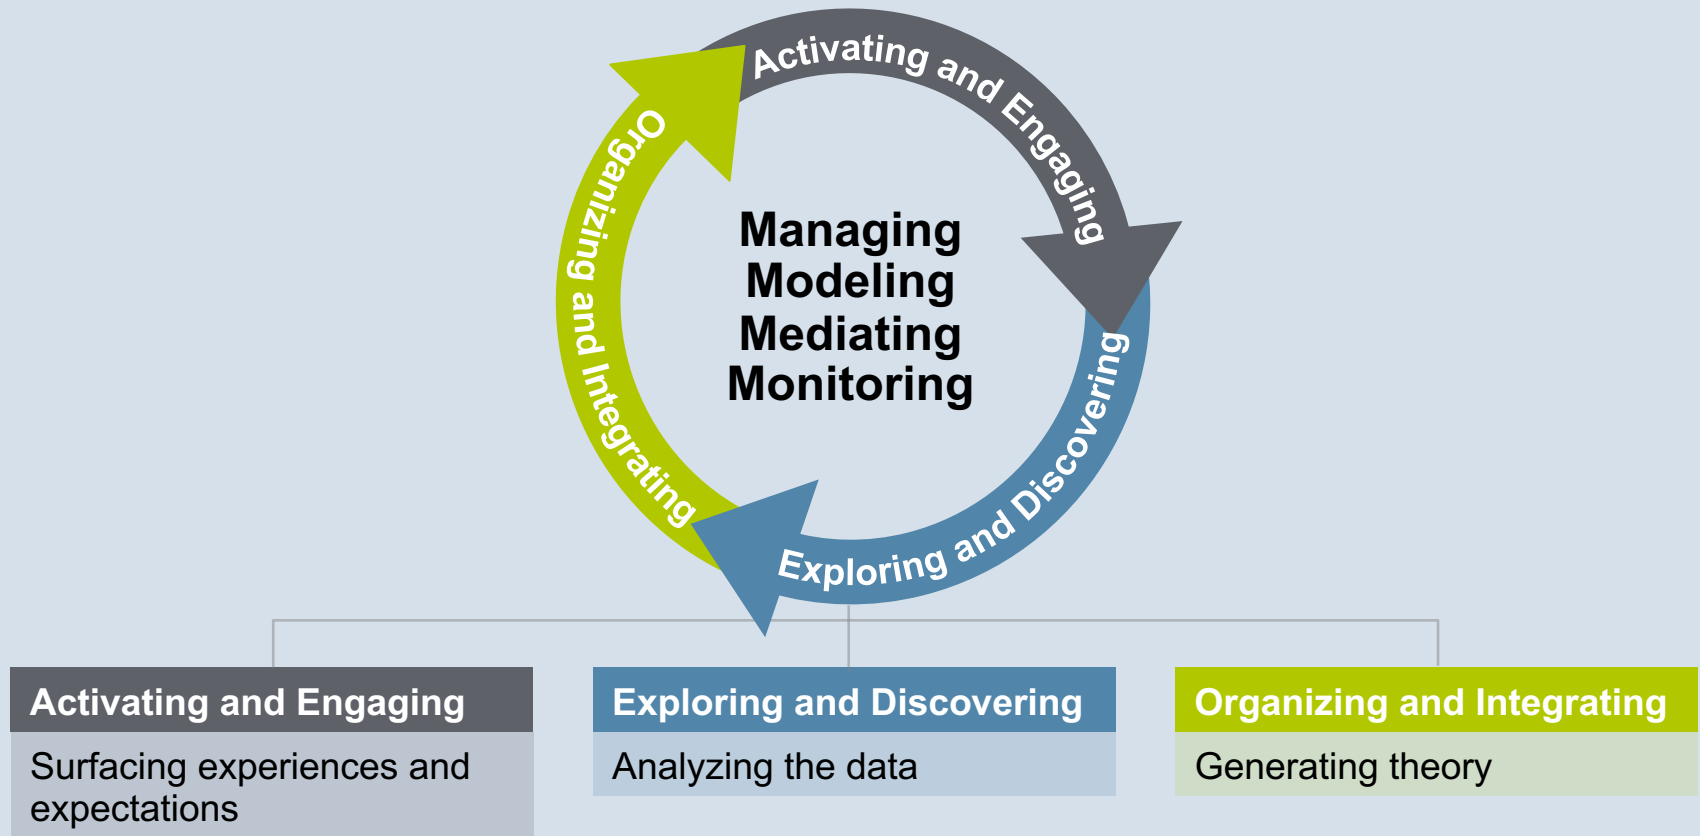 Activating and Engaging
Organizing and Integrating
Managing
Modeling
Mediating
Monitoring
Exploring and Discovering
Activating and Engaging
Surfacing experiences and
expectations
Exploring and Discovering
Analyzing the data
Organizing and Integrating
Generating theory